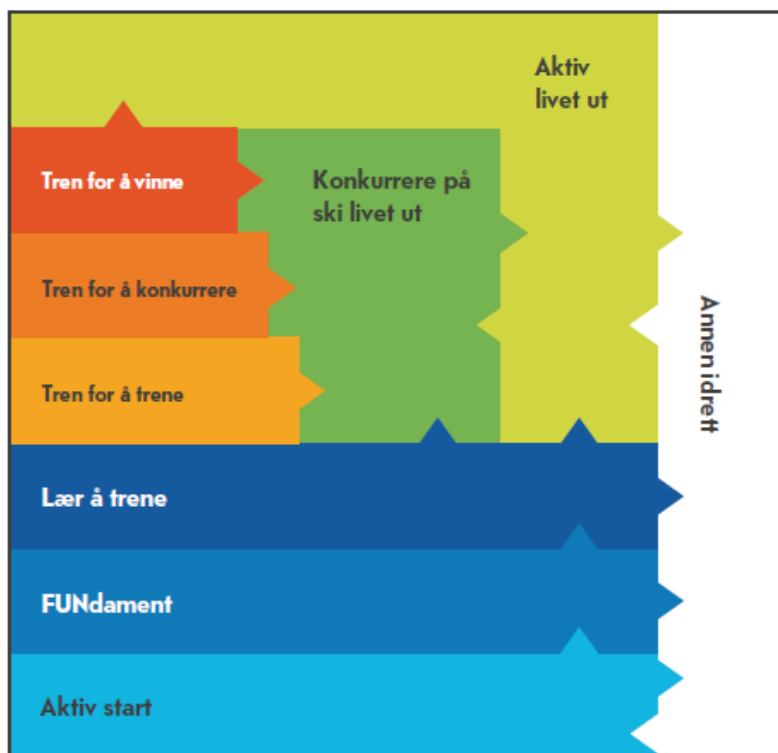 Aktiv
livet ut
Tren for å vinne
Konkurrere på
ski livet ut
Tren for å konkurrere
Annen idrett
Tren for å trene
Lær å trene
FUNdament
Aktiv start